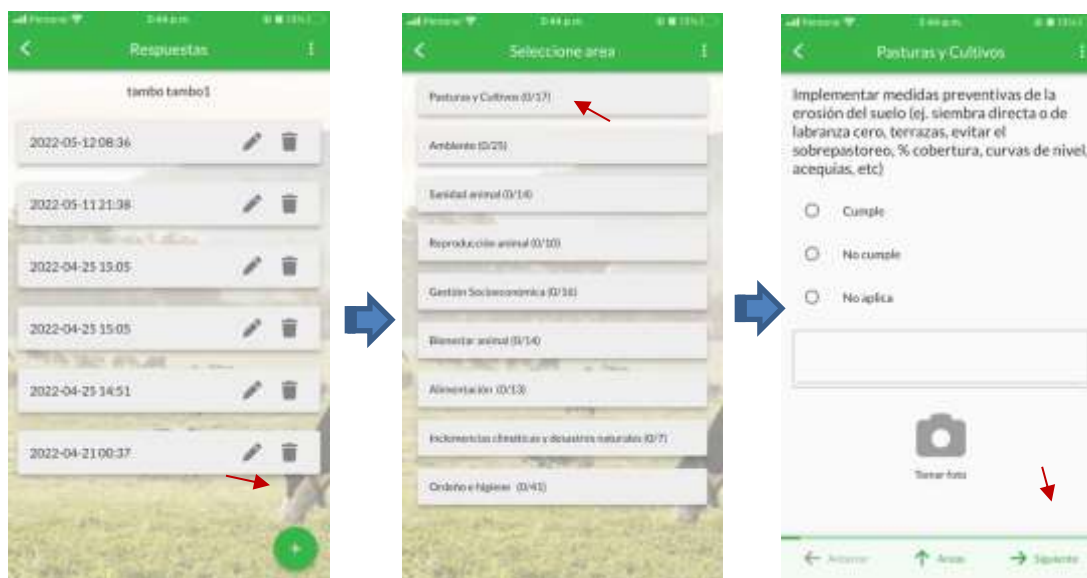 Personal 5:44 p.m.
Respuestas
tambo tambo1
2022-05-12 08:36
2022-05-11 21:38
2022-04-25 15:05
2022-04-25 15:05
2022-04-25 14:51
2022-04-21 00:37
+
Seleccione area
Pasturas y Cultivos (0/17)
Ambiente (0/25)
Sanidad animal (0/14)
Reproducción animal (0/10)
Gestión Socioeconómica (0/16)
Bienestar animal (0/14)
Alimentación (0/13)
Inclemencias climáticas y desastres naturales (0/7)
Ordeño e higiene (0/41)
Pasturas y Cultivos
Implementar medidas preventivas de la
erosión del suelo (ej. siembra directa o de
labranza cero, terrazas, evitar el
sobrepastoreo, % cobertura, curvas de nivel,
acequias, etc)
Cumple
No cumple
No aplica
Tomar foto
Anterior
Areas
Siguiente